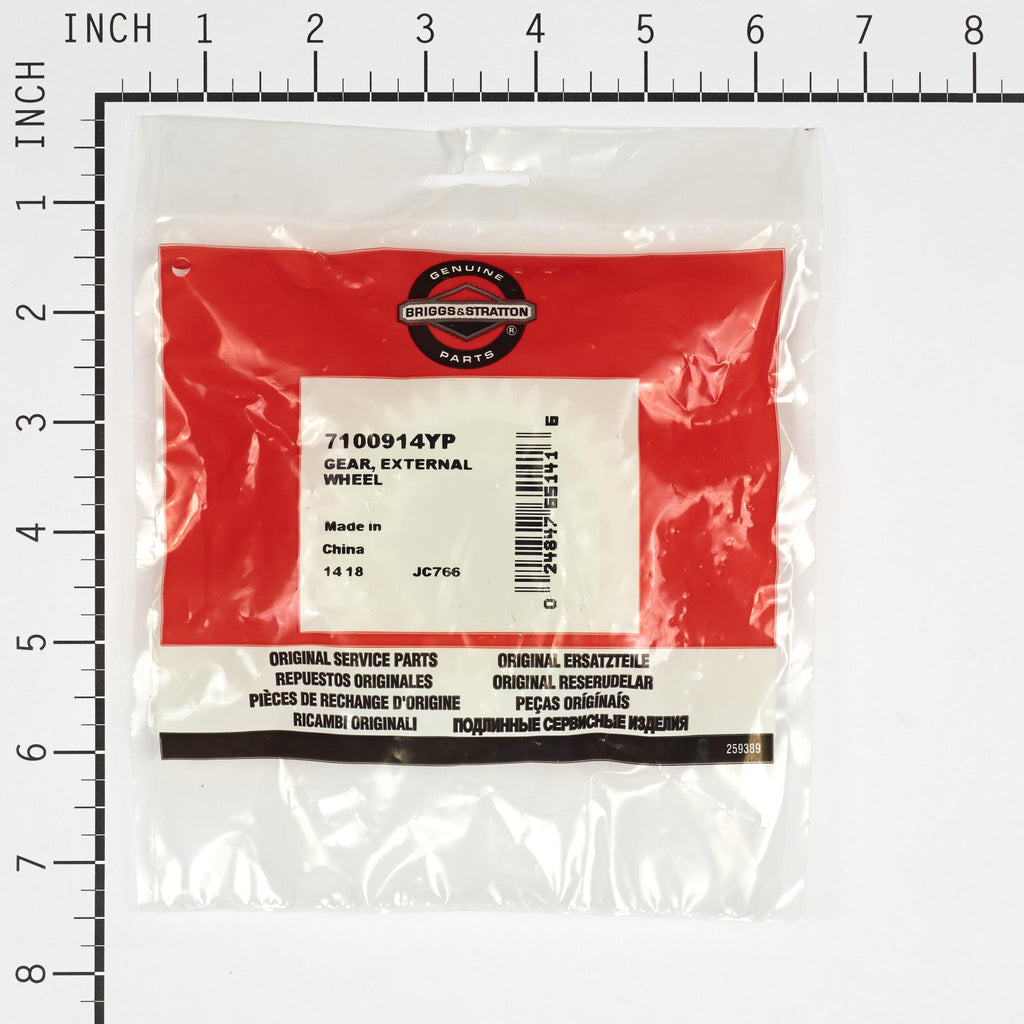 INCH 1 2 3 4 5 6 7 8
INCH 1 2 3 4 5 6 7 8
GENUINE
BRIGGS&STRATTON
®
PARTS
7100914YP
GEAR, EXTERNAL
WHEEL
Made in
China
14 18 JC766
0 24847 65141 6
ORIGINAL SERVICE PARTS ORIGINAL ERSATZTEILE
REPUESTOS ORIGINALES ORIGINAL RESERUDELAR
PIÈCES DE RECHANGE D'ORIGINE PEÇAS ORÍGÍNAÍS
RICAMBI ORIGINALI ПОДЛИННЫЕ СЕРВИСНЫЕ ИЗДЕЛИЯ
259389